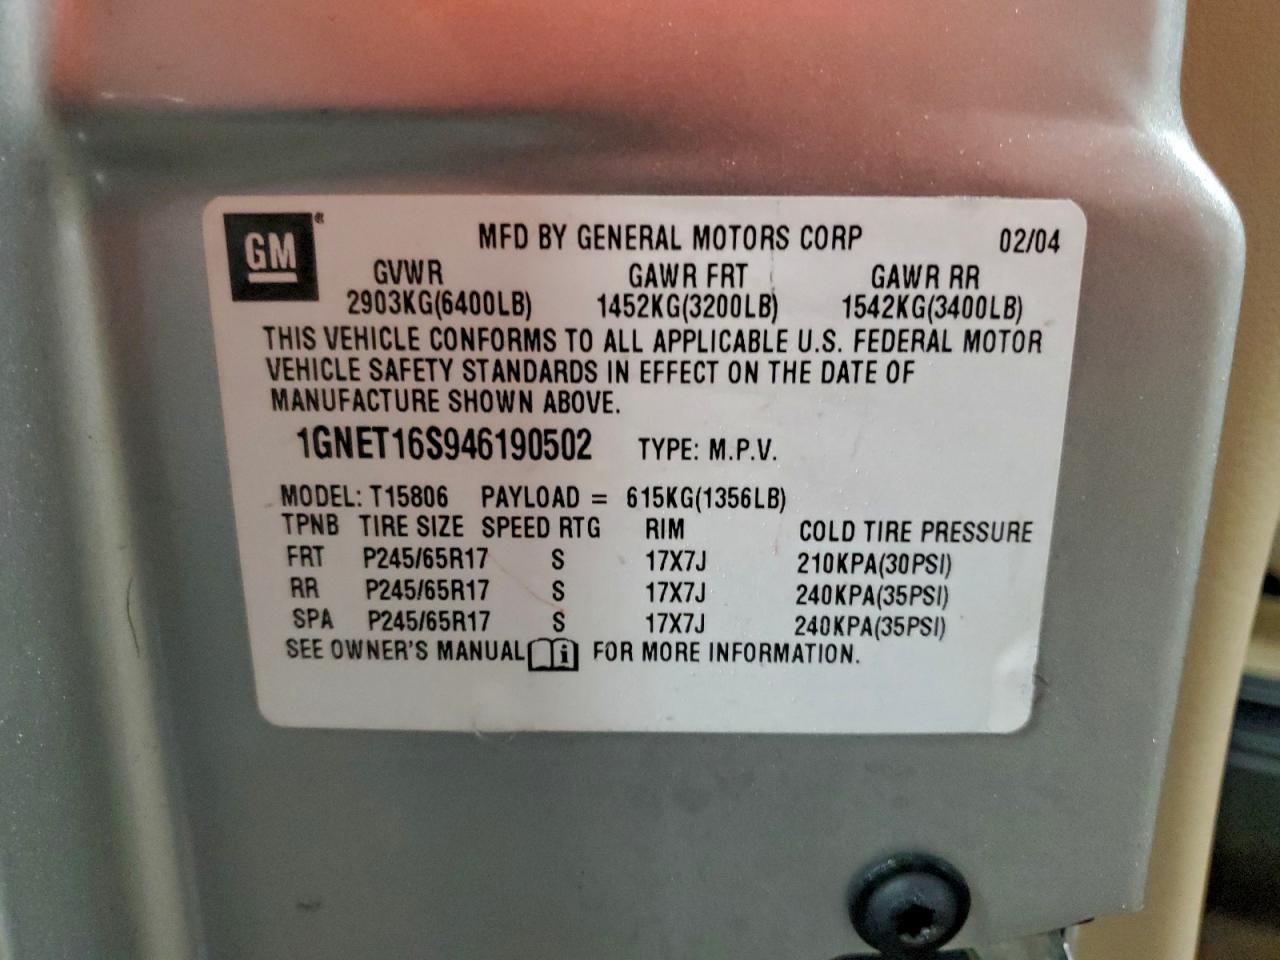 GM® MFD BY GENERAL MOTORS CORP 02/04
GVWR GAWR FRT GAWR RR
2903KG(6400LB) 1452KG(3200LB) 1542KG(3400LB)
THIS VEHICLE CONFORMS TO ALL APPLICABLE U.S. FEDERAL MOTOR
VEHICLE SAFETY STANDARDS IN EFFECT ON THE DATE OF
MANUFACTURE SHOWN ABOVE.
1GNET16S946190502 TYPE: M.P.V.
MODEL: T15806 PAYLOAD = 615KG(1356LB)
TPNB TIRE SIZE SPEED RTG RIM COLD TIRE PRESSURE
FRT P245/65R17 S 17X7J 210KPA(30PSI)
RR P245/65R17 S 17X7J 240KPA(35PSI)
SPA P245/65R17 S 17X7J 240KPA(35PSI)
SEE OWNER'S MANUAL i FOR MORE INFORMATION.